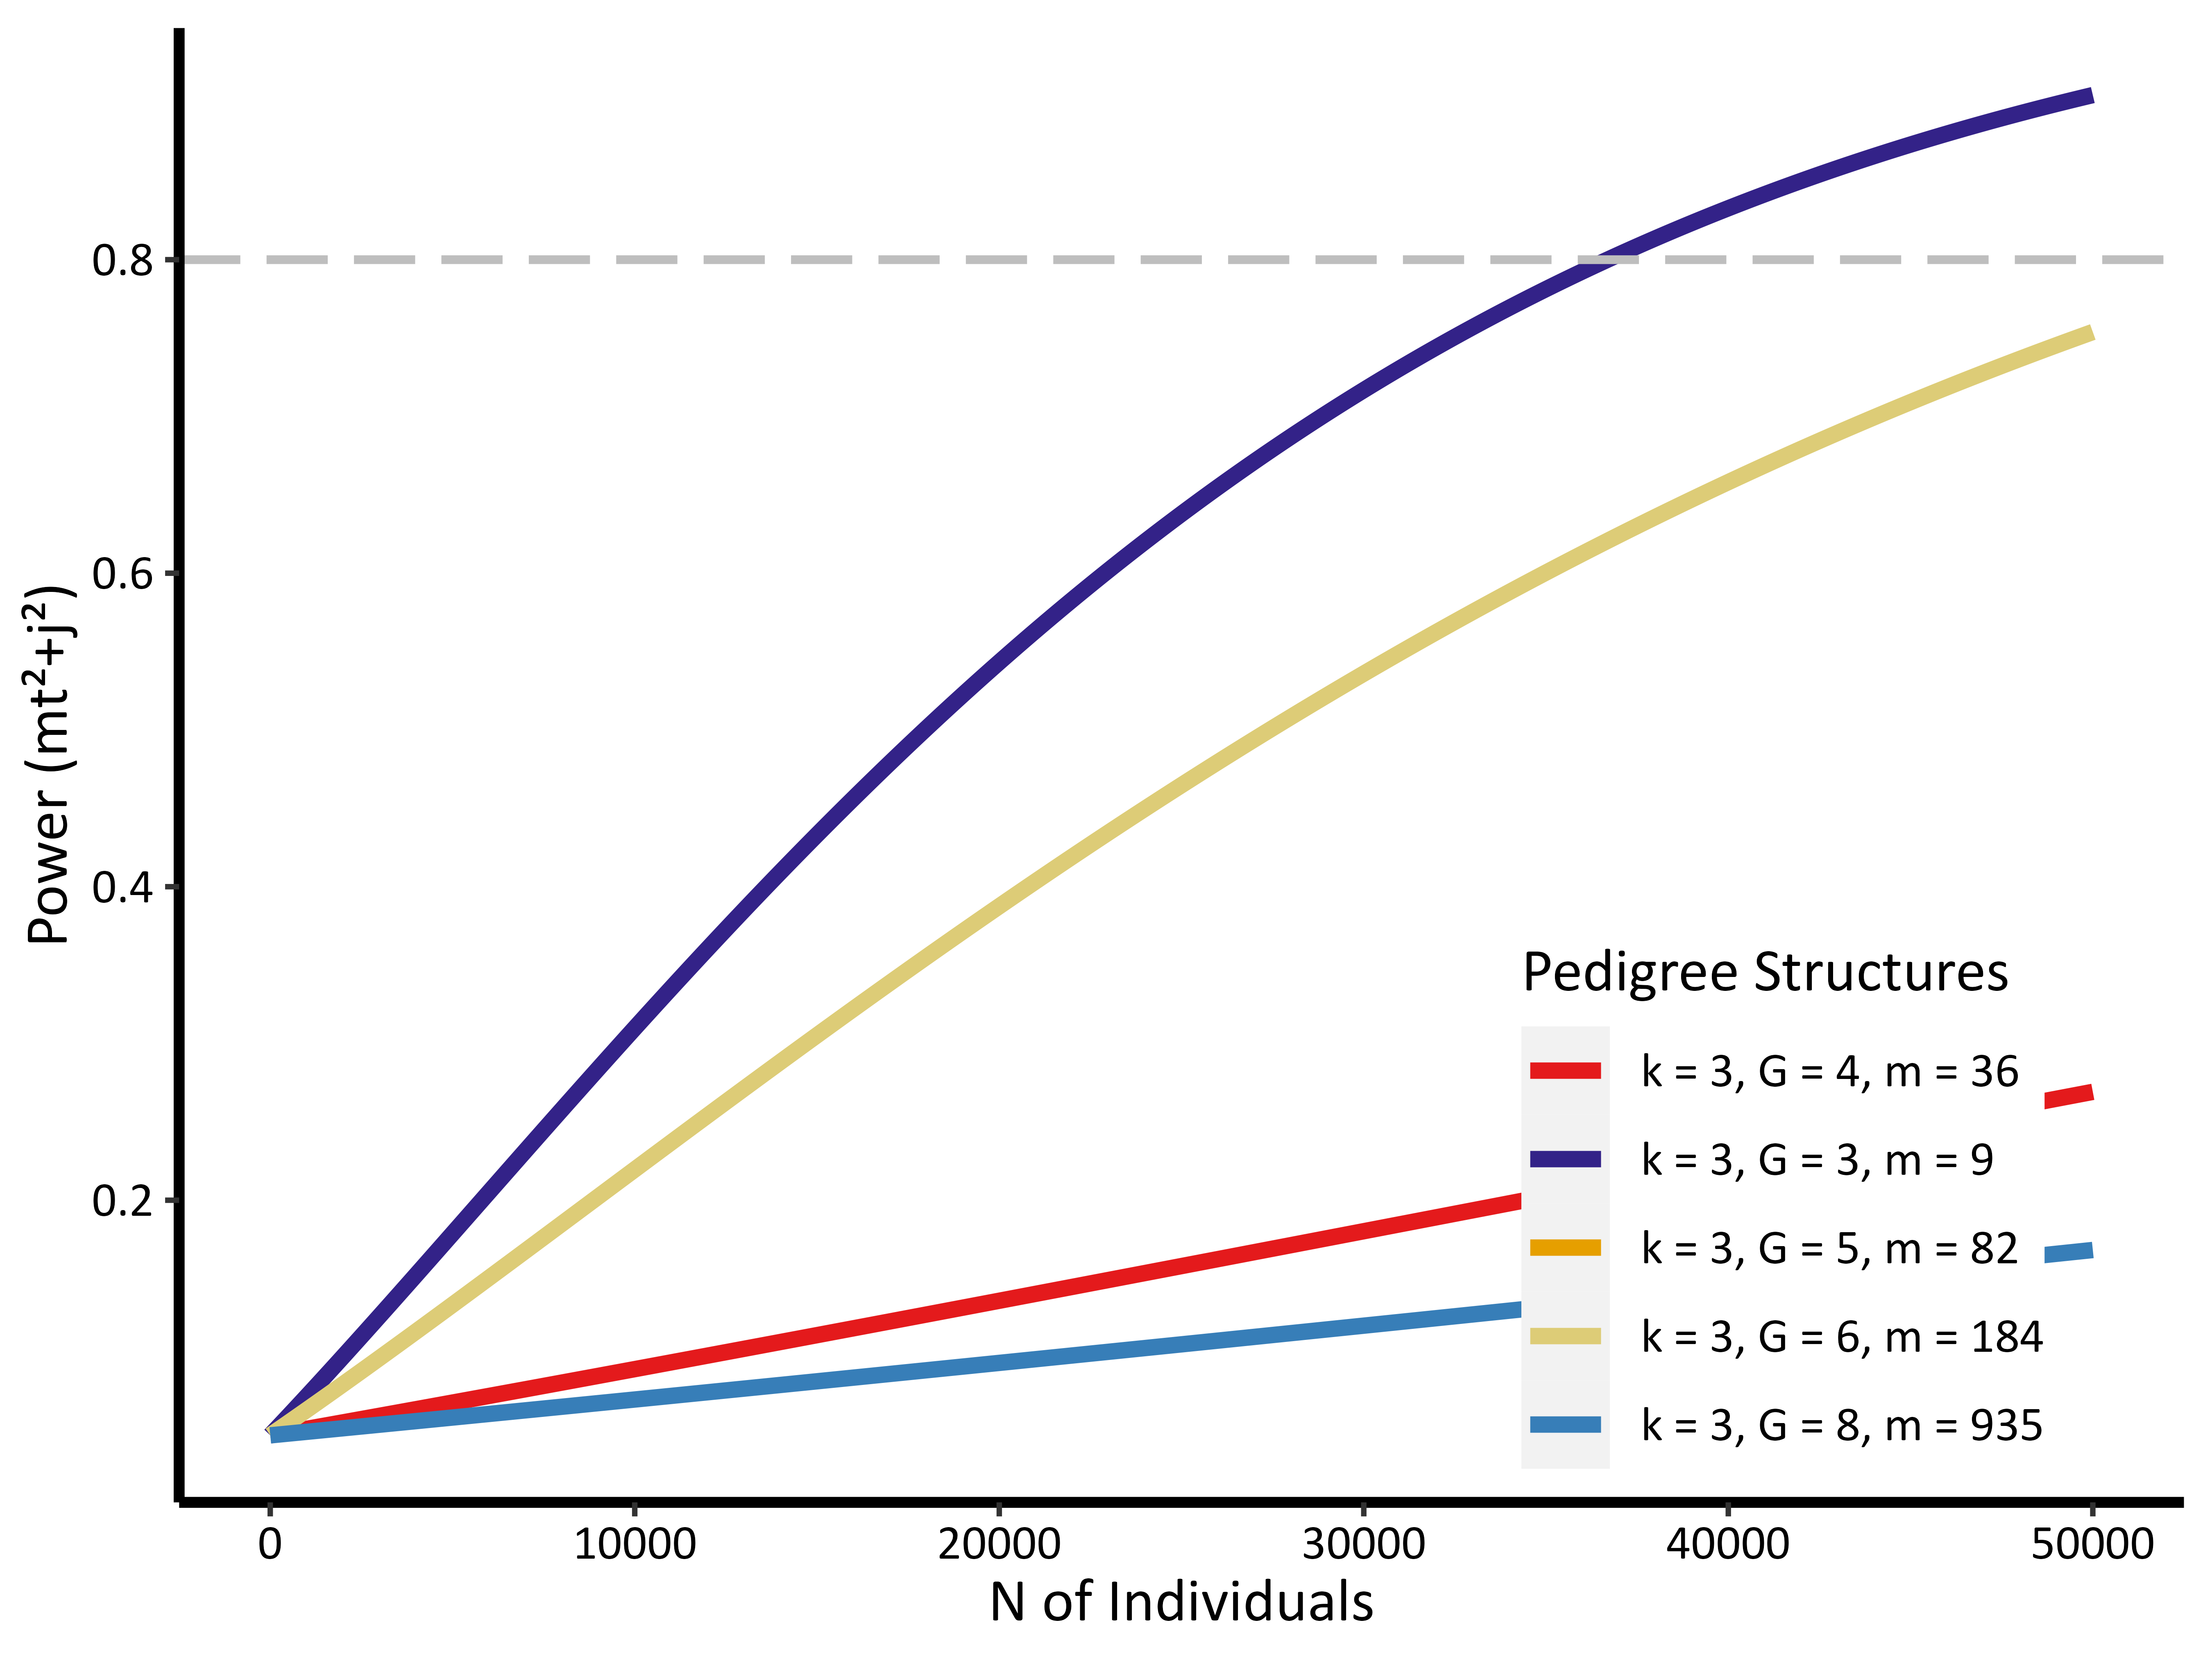 Power (mt²+j²)
0.8
0.6
0.4
0.2
Pedigree Structures
k = 3, G = 4, m = 36
k = 3, G = 3, m = 9
k = 3, G = 5, m = 82
k = 3, G = 6, m = 184
k = 3, G = 8, m = 935
0 10000 20000 30000 40000 50000
N of Individuals